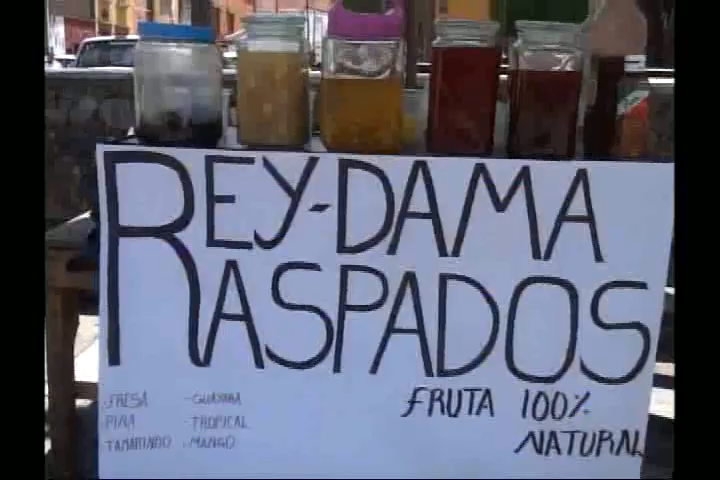 REY-DAMA
RASPADOS
FRESA - GUAYABA
PIÑA - TROPICAL
TAMARINDO - MANGO
FRUTA 100%
NATURAL